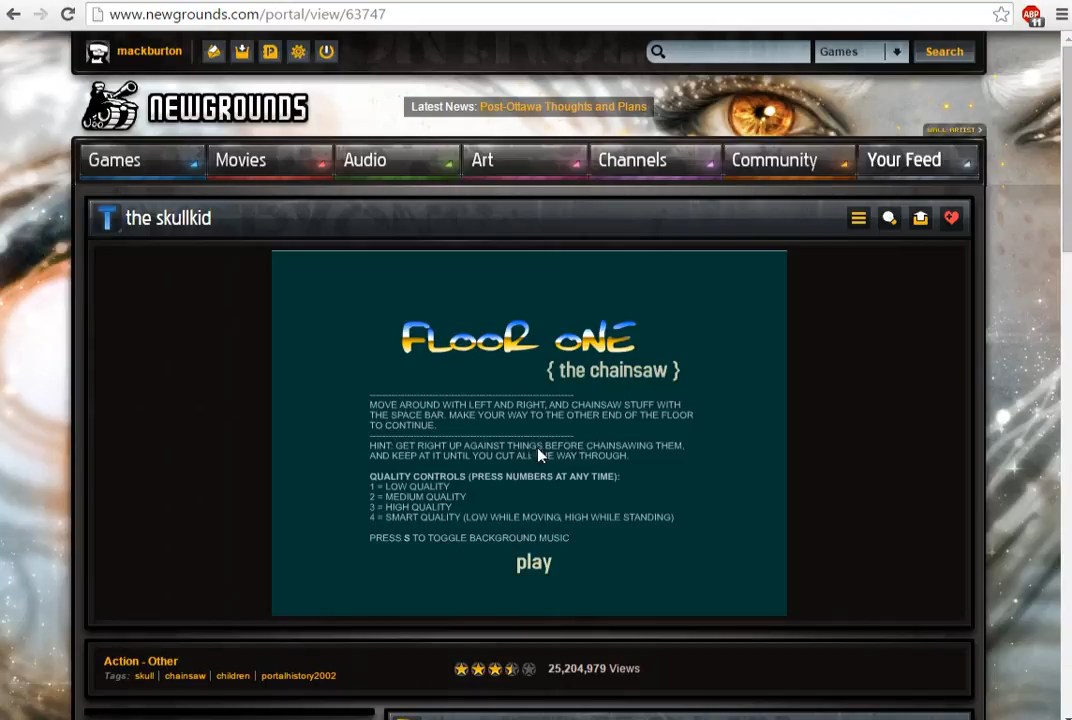 www.newgrounds.com/portal/view/63747
ABP
11
mackburton
P
Games
Search
NEWGROUNDS
Latest News: Post-Ottawa Thoughts and Plans
WALL ARTIST >
Games
Movies
Audio
Art
Channels
Community
Your Feed
T the skullkid
FLOOR ONE
{ the chainsaw }
MOVE AROUND WITH LEFT AND RIGHT, AND CHAINSAW STUFF WITH
THE SPACE BAR. MAKE YOUR WAY TO THE OTHER END OF THE FLOOR
TO CONTINUE.
HINT: GET RIGHT UP AGAINST THINGS BEFORE CHAINSAWING THEM,
AND KEEP AT IT UNTIL YOU CUT ALL THE WAY THROUGH.
QUALITY CONTROLS (PRESS NUMBERS AT ANY TIME):
1 = LOW QUALITY
2 = MEDIUM QUALITY
3 = HIGH QUALITY
4 = SMART QUALITY (LOW WHILE MOVING, HIGH WHILE STANDING)
PRESS S TO TOGGLE BACKGROUND MUSIC
play
Action - Other
Tags: skull | chainsaw | children | portalhistory2002
25,204,979 Views